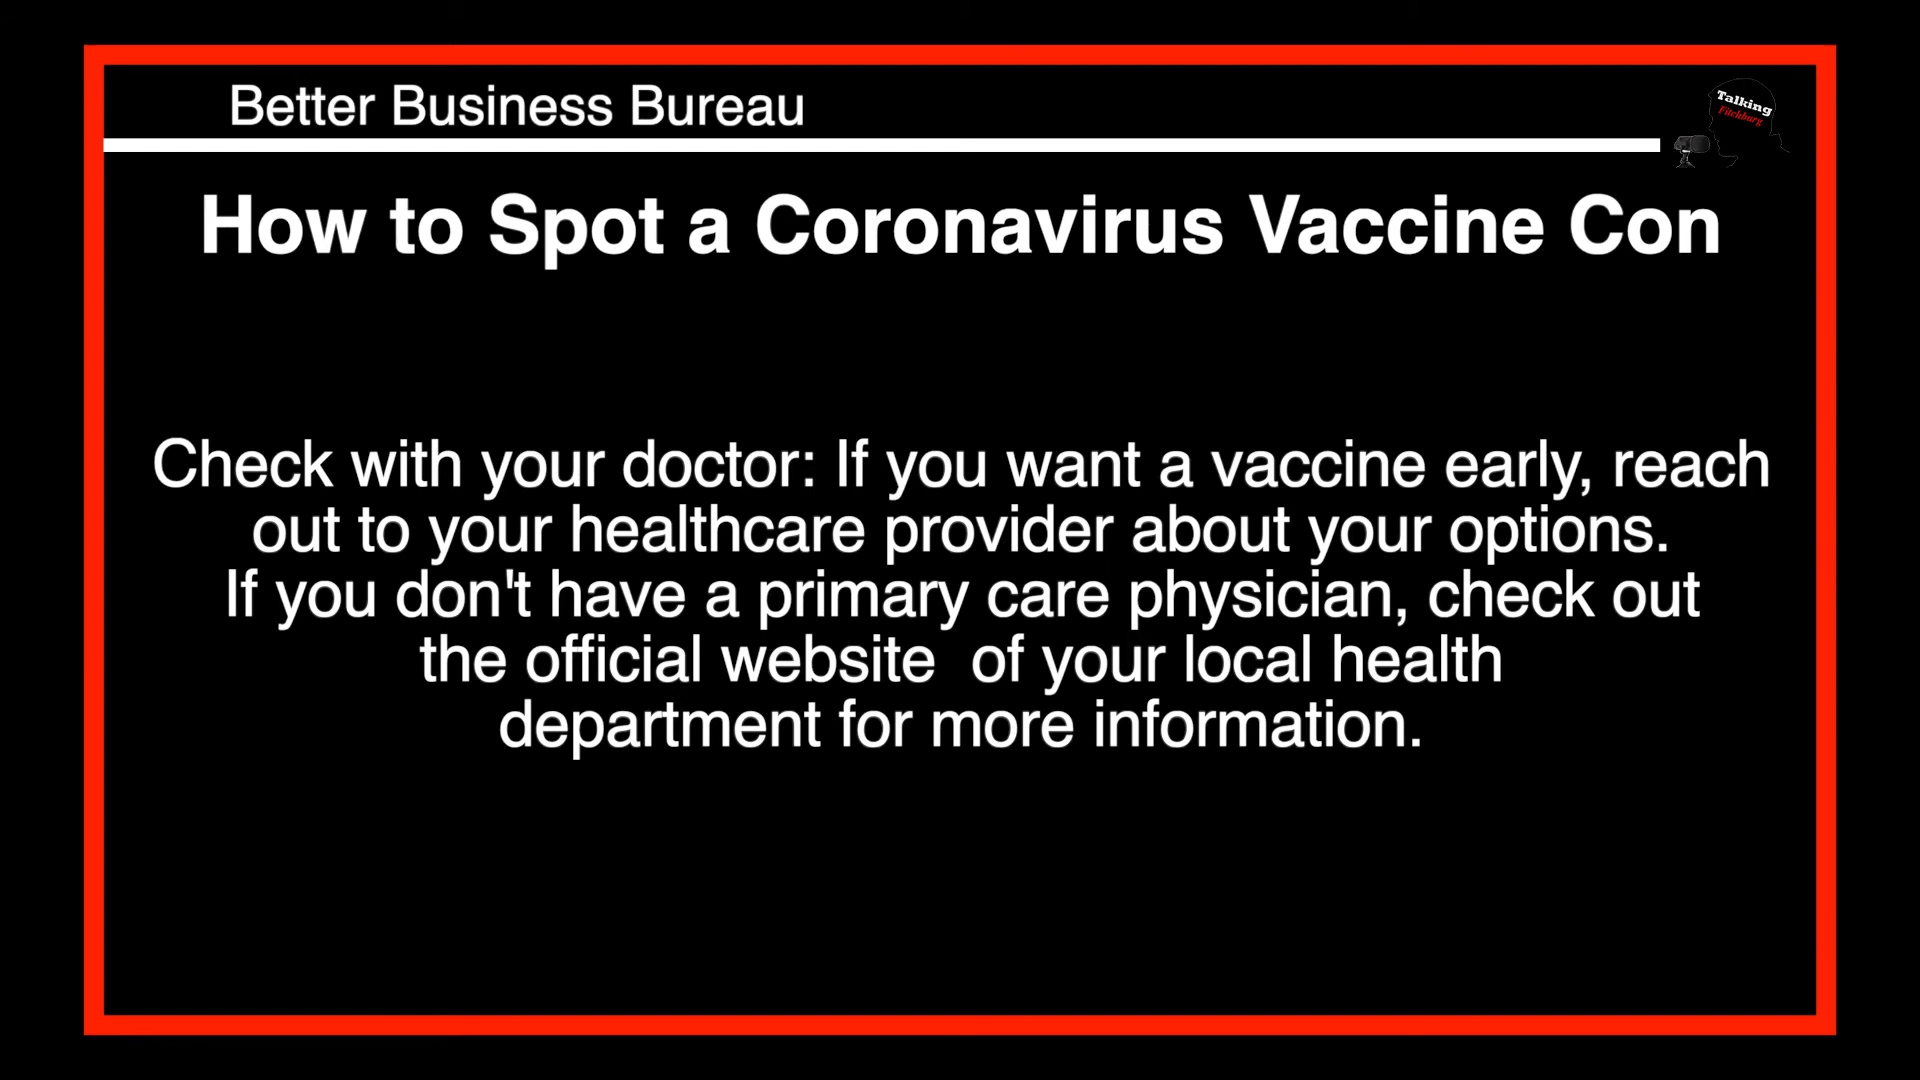 Better Business Bureau
Talking
Fitchburg
How to Spot a Coronavirus Vaccine Con
Check with your doctor: If you want a vaccine early, reach
out to your healthcare provider about your options.
If you don't have a primary care physician, check out
the official website  of your local health
department for more information.